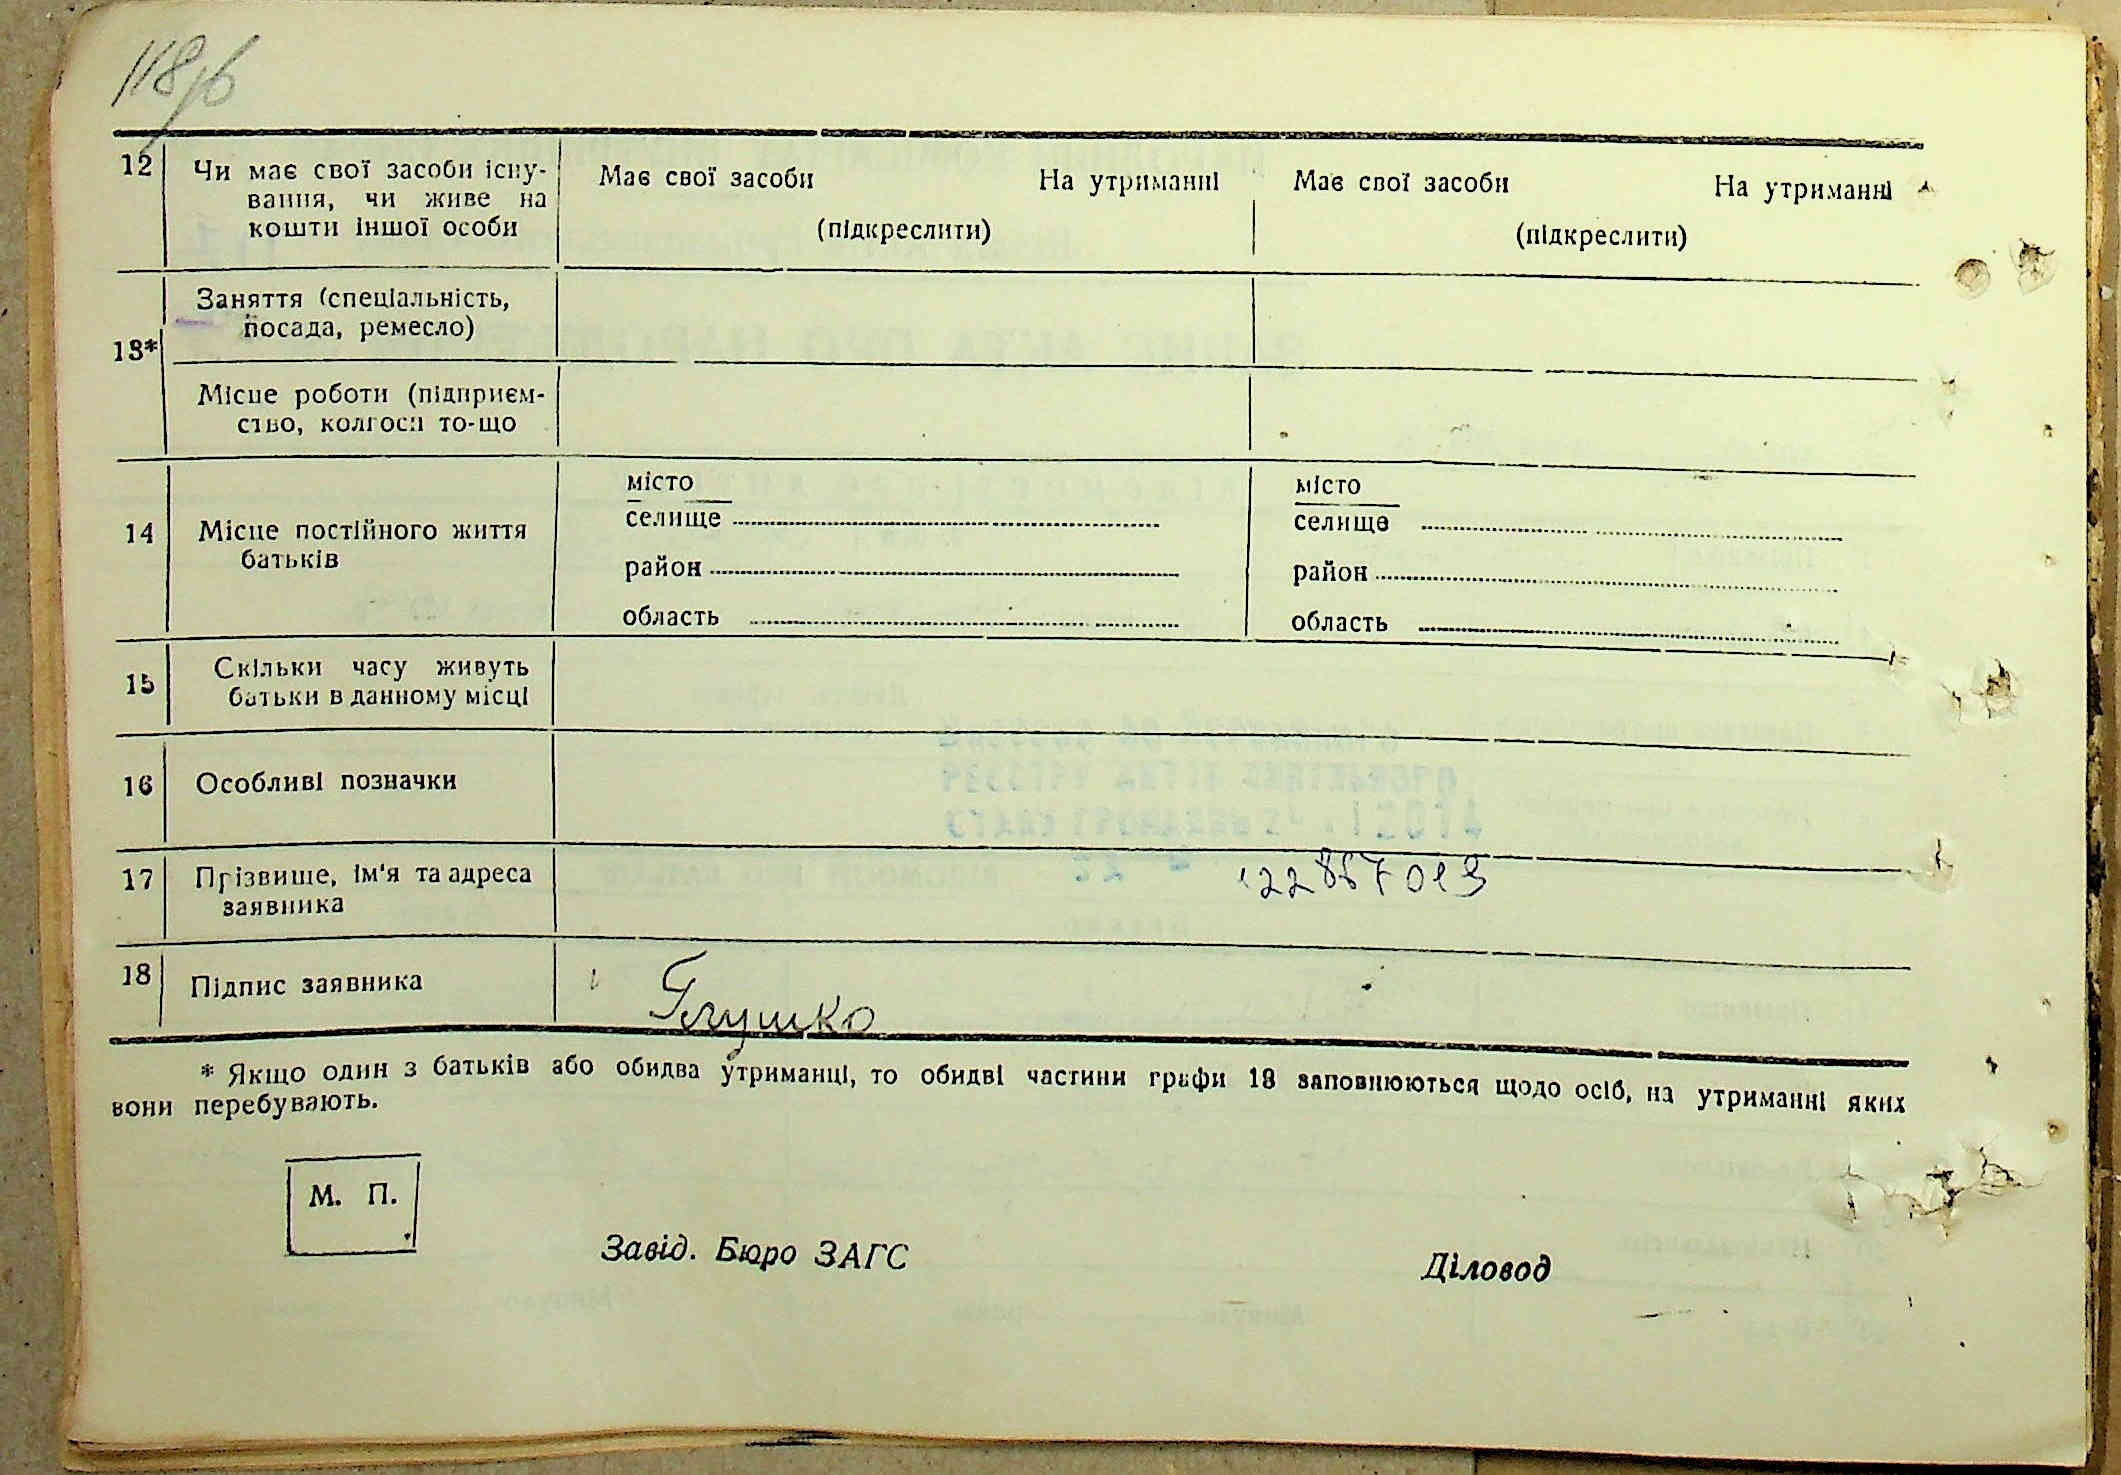 118зв
12 Чи має свої засоби існу- Має свої засоби На утриманні Має свої засоби На утриманні
вання, чи живе на
кошти іншої особи (підкреслити) (підкреслити)
Заняття (спеціальність,
посада, ремесло)
13*
Місце роботи (підприєм-
ство, колгосп то-що
місто місто
14 Місце постійного життя селище селище
батьків
район район
область область
15 Скільки часу живуть
батьки в данному місці
16 Особливі позначки
17 Прізвище, ім'я та адреса 122867013
заявника
18 Підпис заявника Глушко
* Якщо один з батьків або обидва утриманці, то обидві частини графи 13 заповнюються щодо осіб, на утриманні яких
вони перебувають.
М. П.
Завід. Бюро ЗАГС Діловод